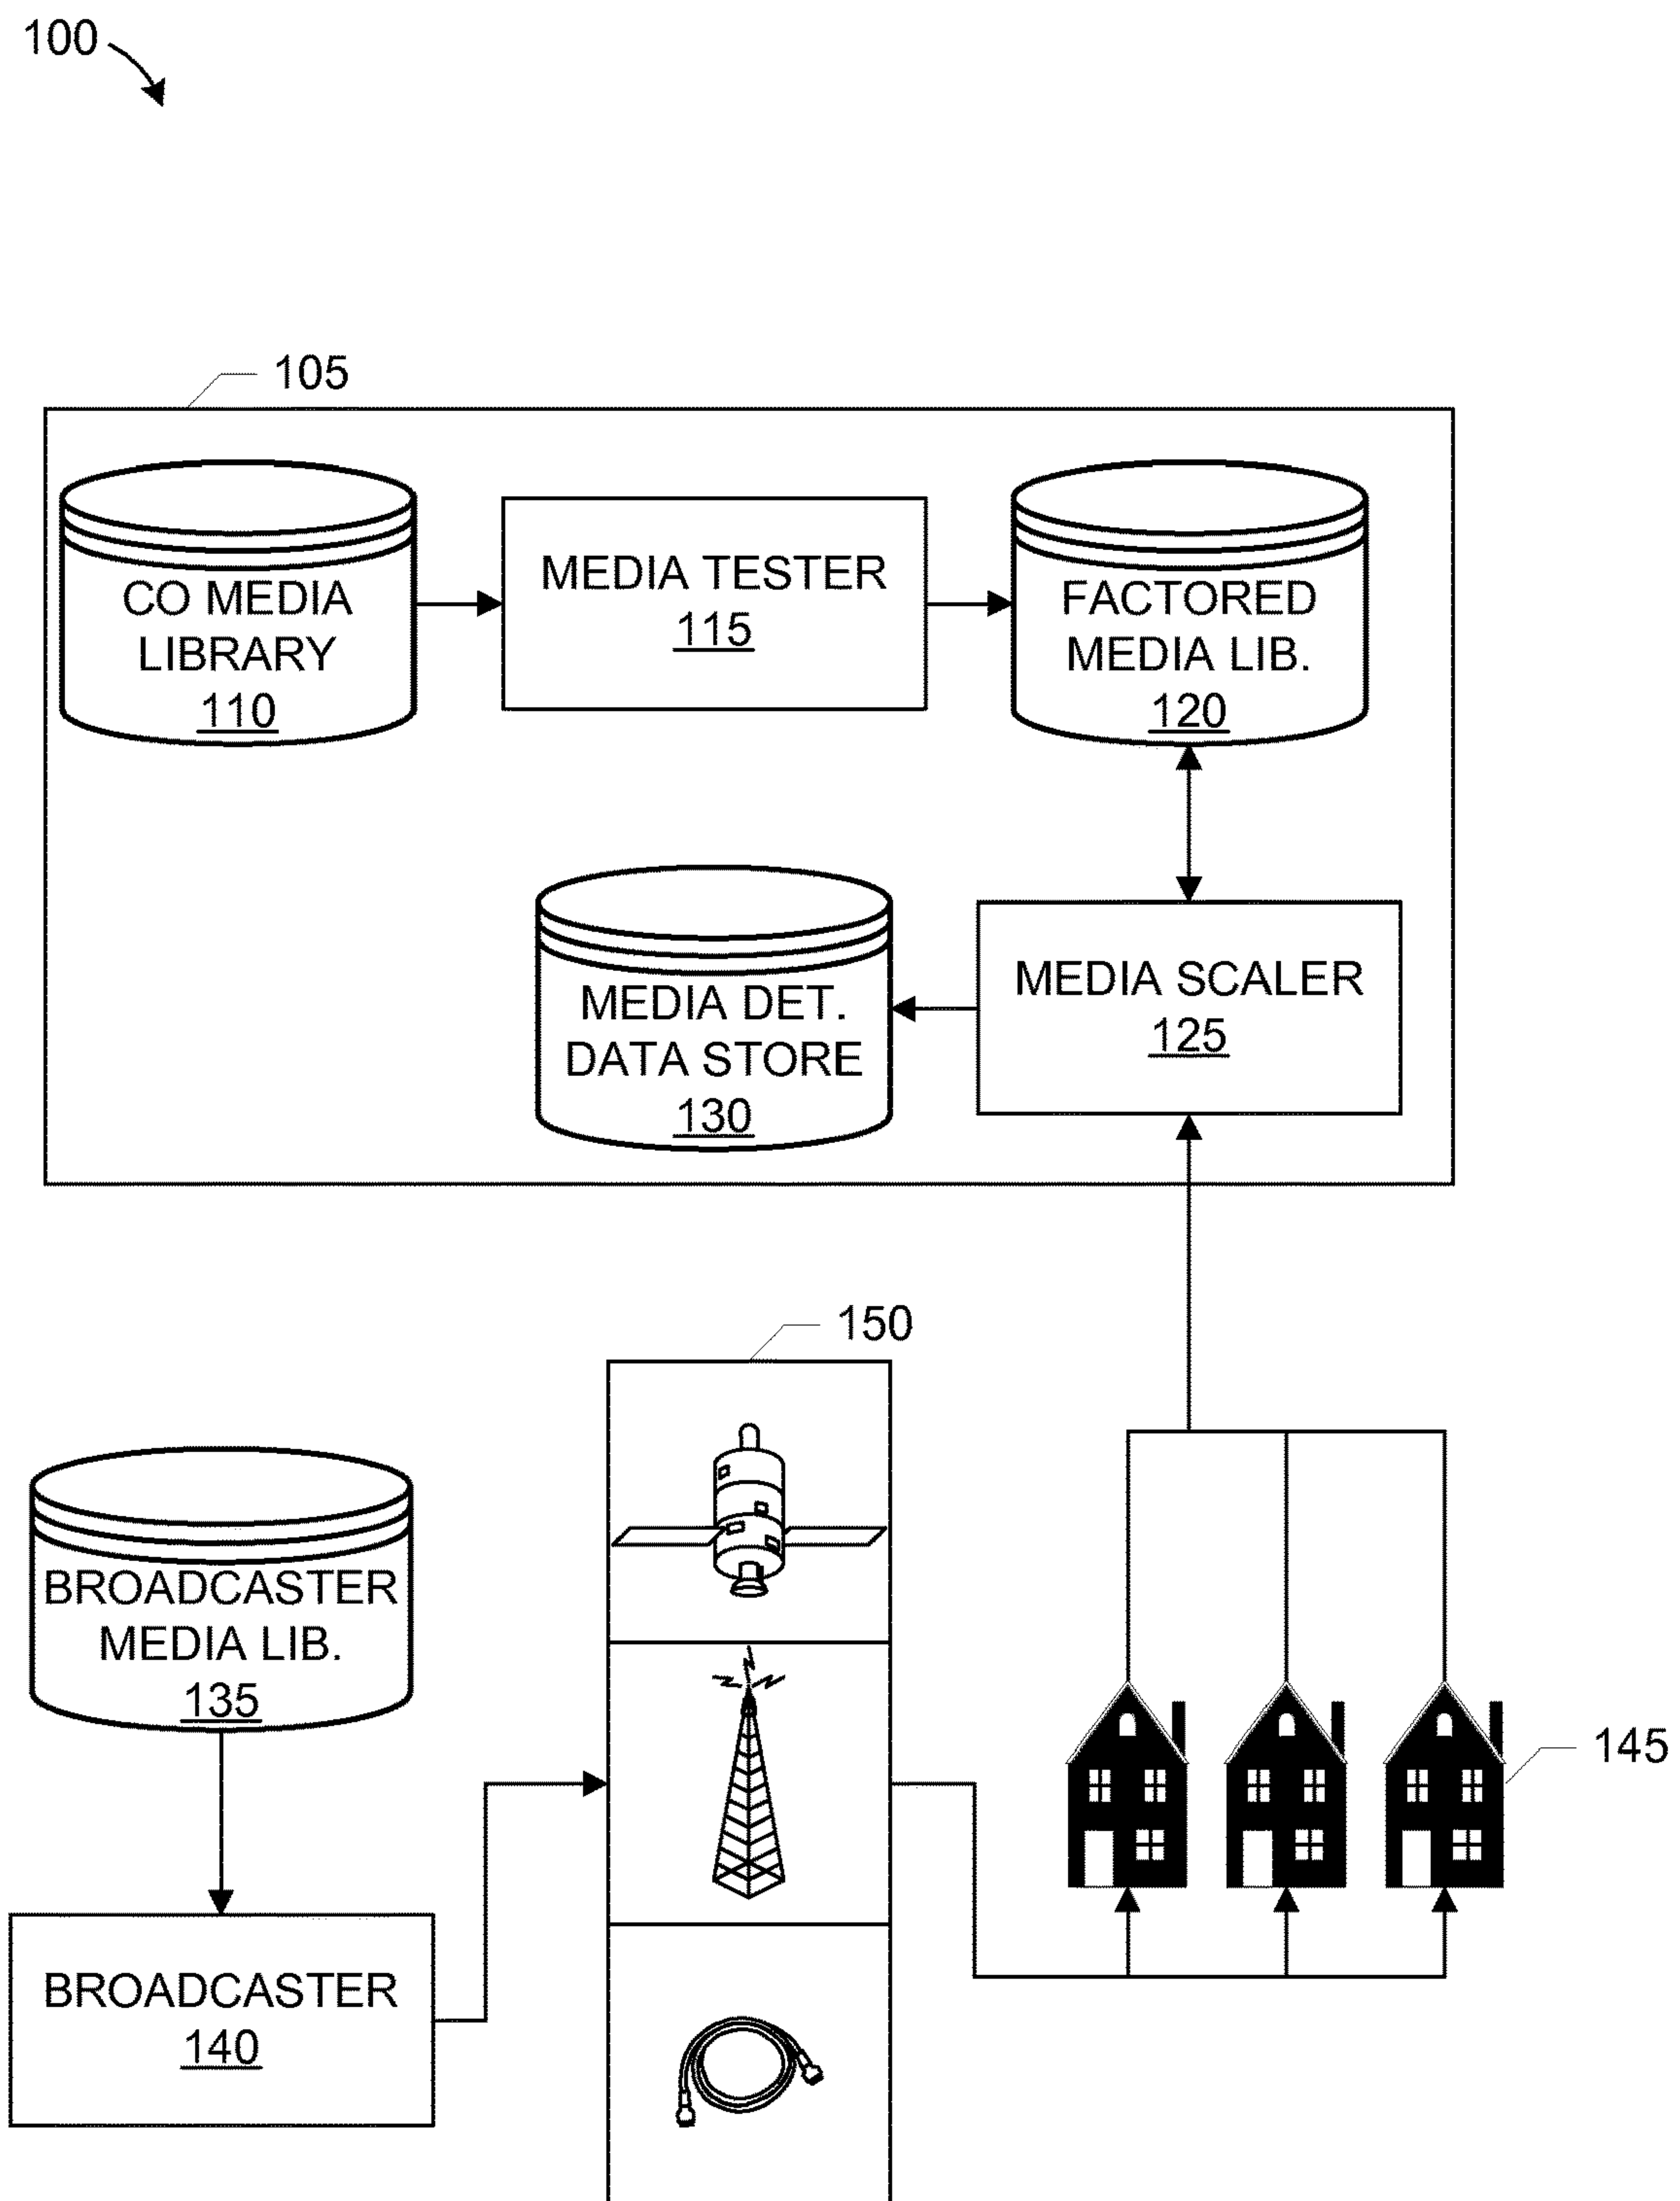 100
105
CO MEDIA
LIBRARY
110
MEDIA TESTER
115
FACTORED
MEDIA LIB.
120
MEDIA DET.
DATA STORE
130
MEDIA SCALER
125
150
BROADCASTER
MEDIA LIB.
135
145
BROADCASTER
140